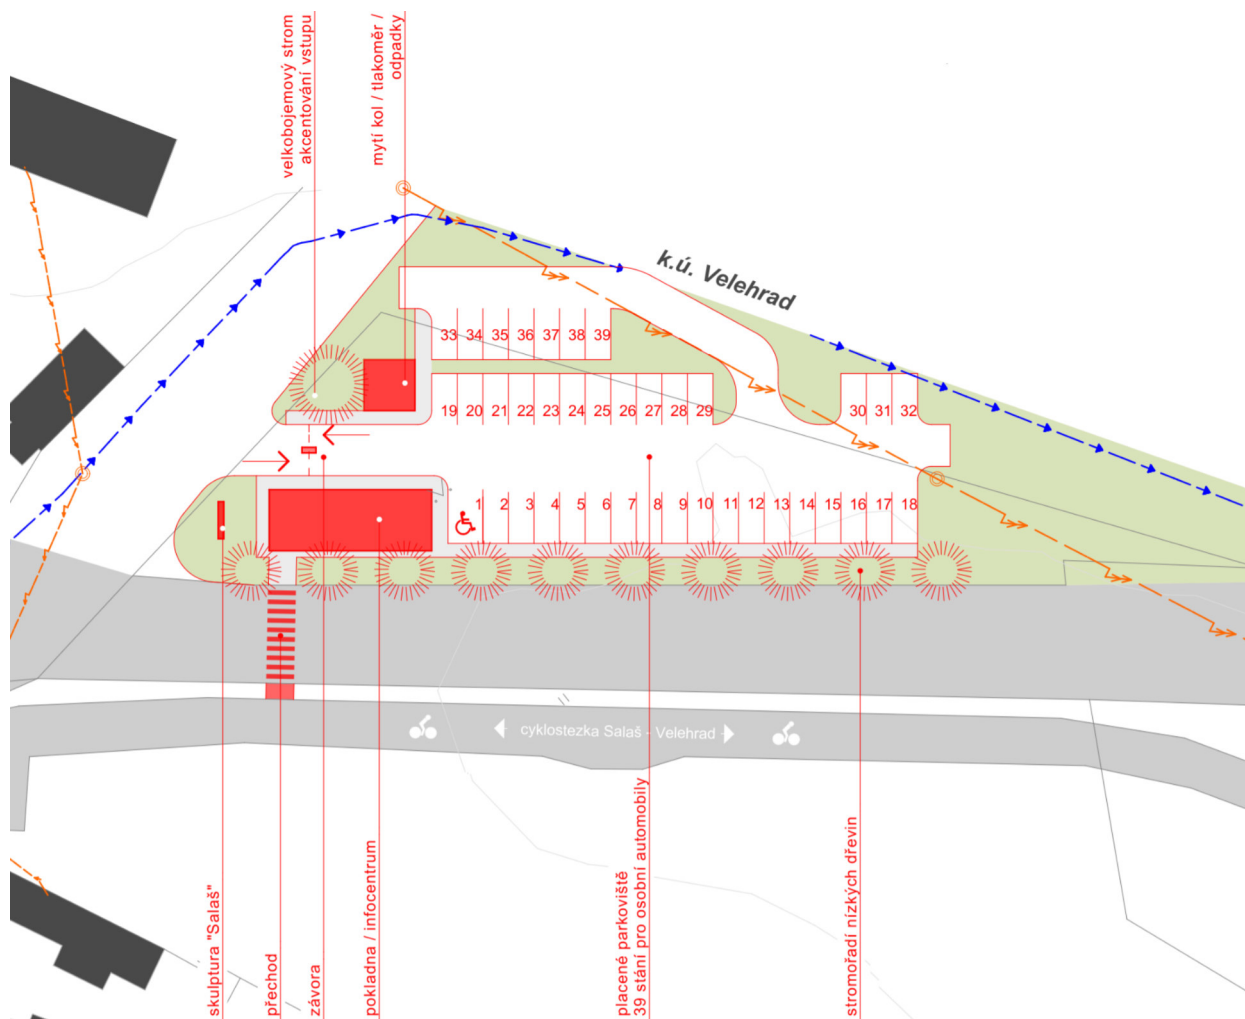 velkobojemový strom
akcentování vstupu
mytí kol / tlakoměr /
odpadky
k.ú. Velehrad
33 34 35 36 37 38 39
19 20 21 22 23 24 25 26 27 28 29
30 31 32
1 2 3 4 5 6 7 8 9 10 11 12 13 14 15 16 17 18
cyklostezka Salaš - Velehrad
skulptura "Salaš"
přechod
závora
pokladna / infocentrum
placené parkoviště
39 stání pro osobní automobily
stromořadí nízkých dřevin